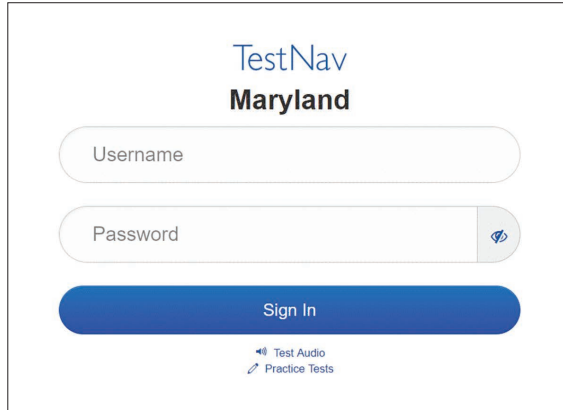 TestNav
Maryland
Username
Password
Sign In
Test Audio
Practice Tests